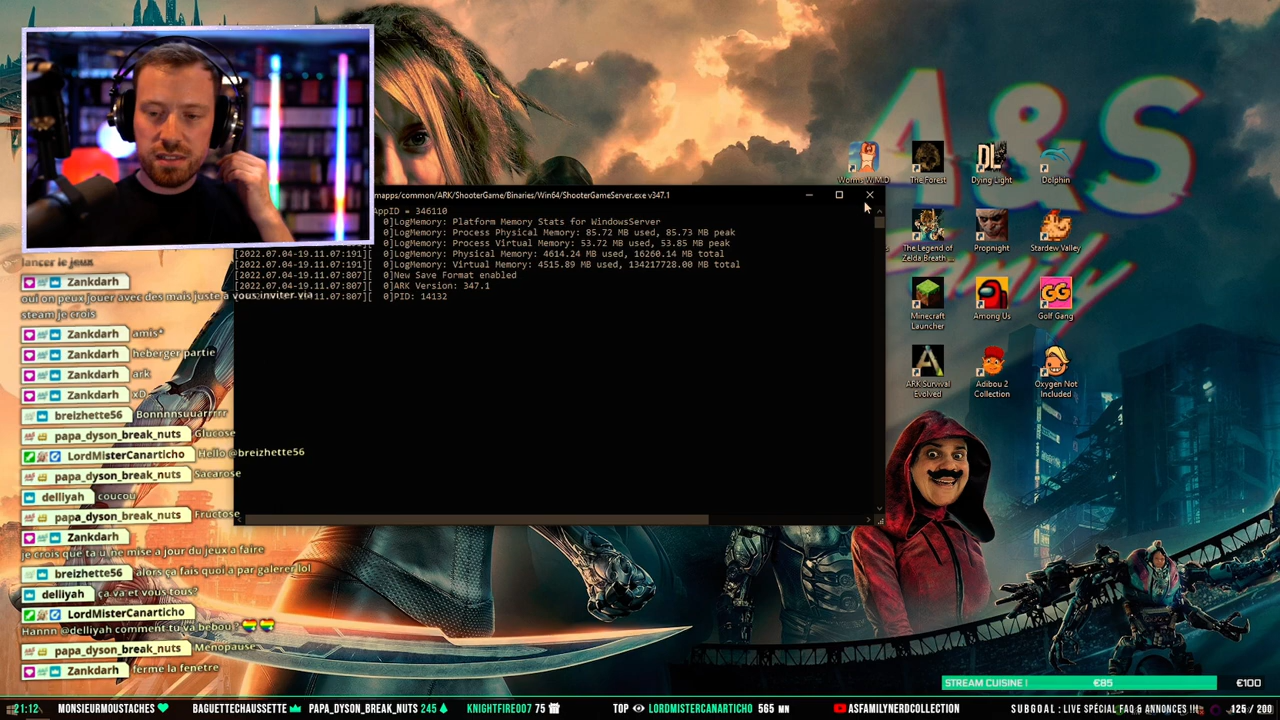 A&S
Family
mapps/common/ARK/ShooterGame/Binaries/Win64/ShooterGameServer.exe v347.1
AppID = 346110
0]LogMemory: Platform Memory Stats for WindowsServer
0]LogMemory: Process Physical Memory: 85.72 MB used, 85.73 MB peak
0]LogMemory: Process Virtual Memory: 53.72 MB used, 53.85 MB peak
[2022.07.04-19.11.07:191][ 0]LogMemory: Physical Memory: 4614.24 MB used, 16260.14 MB total
[2022.07.04-19.11.07:191][ 0]LogMemory: Virtual Memory: 4515.89 MB used, 134217728.00 MB total
[2022.07.04-19.11.07:807][ 0]New Save Format enabled
[2022.07.04-19.11.07:807][ 0]ARK Version: 347.1
0]PID: 14132
Worms W.M.D
The Forest
Dying Light
Dolphin
The Legend of
Zelda Breath ...
Propnight
Stardew Valley
Minecraft
Launcher
Among Us
Golf Gang
ARK Survival
Evolved
Adibou 2
Collection
Oxygen Not
Included
lancer le jeux
Zankdarh
oui on peux jouer avec des mais juste a vous inviter via
steam je crois
Zankdarh amis*
Zankdarh heberger partie
Zankdarh ark
Zankdarh xD
breizhette56 Bonnnnsuuarrrrr
papa_dyson_break_nuts Glucose
LordMisterCanarticho Hello @breizhette56
papa_dyson_break_nuts Sacarose
delliyah coucou
papa_dyson_break_nuts Fructose
Zankdarh
je crois que ta une mise a jour du jeux a faire
breizhette56 alors ça fais quoi a par galerer lol
delliyah ça va et vous tous?
LordMisterCanarticho
Hannn @delliyah comment tu va bebou?
papa_dyson_break_nuts Menopause
Zankdarh ferme la fenetre
STREAM CUISINE ! €85 €100
21:12 MONSIEURMOUSTACHES BAGUETTECHAUSSETTE PAPA_DYSON_BREAK_NUTS 245 KNIGHTFIRE007 75 TOP LORDMISTERCANARTICHO 565 MN ASFAMILYNERDCOLLECTION SUBGOAL : LIVE SPÉCIAL FAQ & ANNONCES !!! 125 / 200